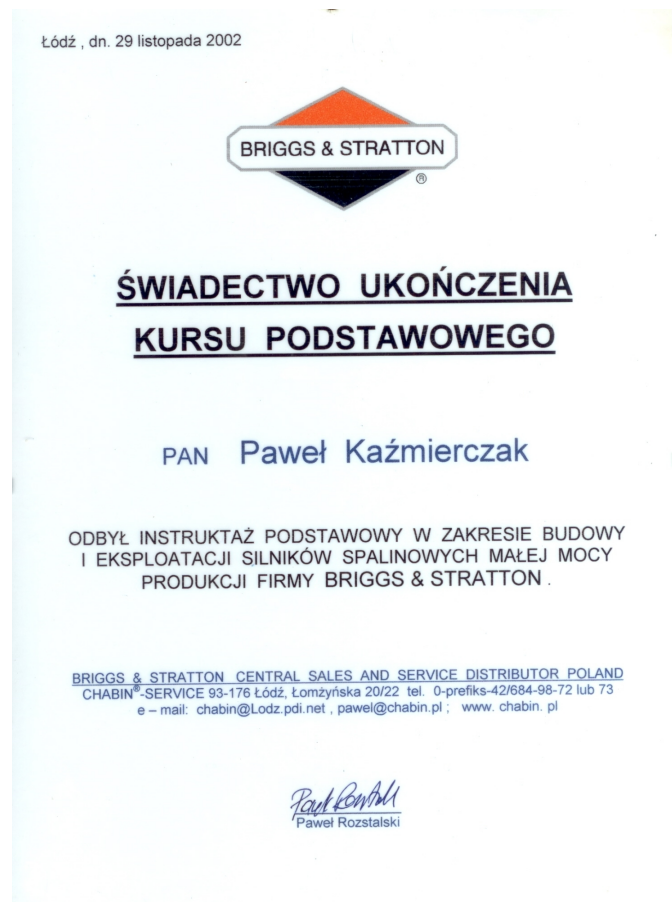 Łódź , dn. 29 listopada 2002
BRIGGS & STRATTON
®
ŚWIADECTWO UKOŃCZENIA
KURSU PODSTAWOWEGO
PAN Paweł Kaźmierczak
ODBYŁ INSTRUKTAŻ PODSTAWOWY W ZAKRESIE BUDOWY
I EKSPLOATACJI SILNIKÓW SPALINOWYCH MAŁEJ MOCY
PRODUKCJI FIRMY BRIGGS & STRATTON .
BRIGGS & STRATTON CENTRAL SALES AND SERVICE DISTRIBUTOR POLAND
CHABIN®-SERVICE 93-176 Łódź, Łomżyńska 20/22 tel. 0-prefiks-42/684-98-72 lub 73
e – mail: chabin@Lodz.pdi.net , pawel@chabin.pl ; www. chabin. pl
Paweł Rozstalski